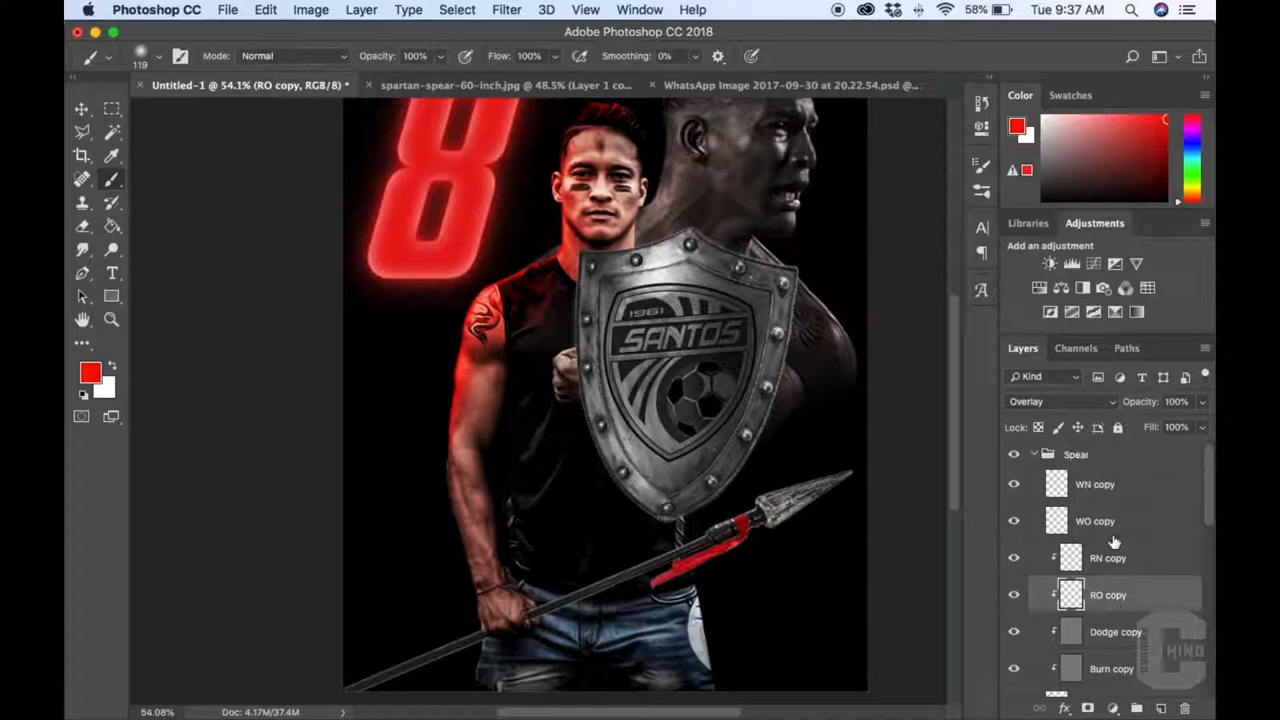 Photoshop CC File Edit Image Layer Type Select Filter 3D View Window Help 58% Tue 9:37 AM
Adobe Photoshop CC 2018
119 Mode: Normal Opacity: 100% Flow: 100% Smoothing: 0%
Untitled-1 @ 54.1% (RO copy, RGB/8) * spartan-spear-60-inch.jpg @ 48.5% (Layer 1 co... WhatsApp Image 2017-09-30 at 20.22.54.psd @...
Color Swatches
Libraries Adjustments
Add an adjustment
8
1961
SANTOS
Layers Channels Paths
Kind
Overlay Opacity: 100%
Lock: Fill: 100%
Spear
WN copy
WO copy
RN copy
RO copy
Dodge copy
Burn copy
CHINO
54.08% Doc: 4.17M/37.4M